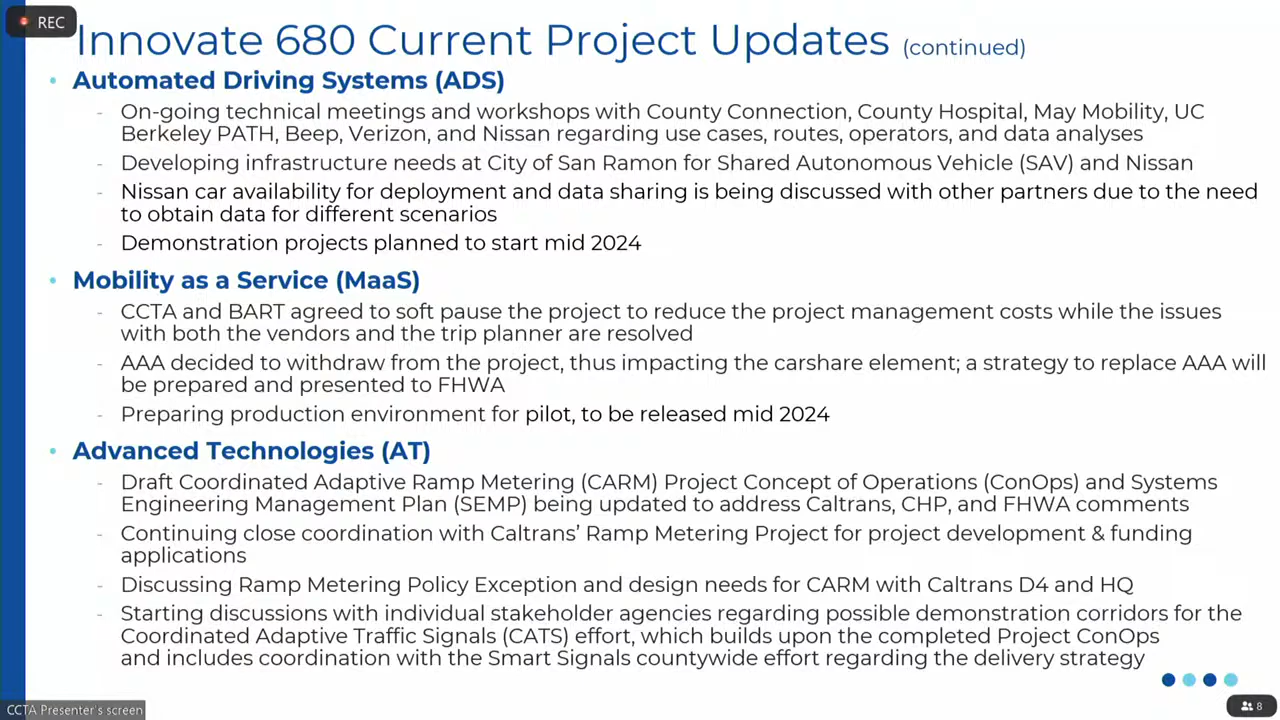 REC
Innovate 680 Current Project Updates (continued)
• Automated Driving Systems (ADS)
- On-going technical meetings and workshops with County Connection, County Hospital, May Mobility, UC
Berkeley PATH, Beep, Verizon, and Nissan regarding use cases, routes, operators, and data analyses
- Developing infrastructure needs at City of San Ramon for Shared Autonomous Vehicle (SAV) and Nissan
- Nissan car availability for deployment and data sharing is being discussed with other partners due to the need
to obtain data for different scenarios
- Demonstration projects planned to start mid 2024
• Mobility as a Service (MaaS)
- CCTA and BART agreed to soft pause the project to reduce the project management costs while the issues
with both the vendors and the trip planner are resolved
- AAA decided to withdraw from the project, thus impacting the carshare element; a strategy to replace AAA will
be prepared and presented to FHWA
- Preparing production environment for pilot, to be released mid 2024
• Advanced Technologies (AT)
- Draft Coordinated Adaptive Ramp Metering (CARM) Project Concept of Operations (ConOps) and Systems
Engineering Management Plan (SEMP) being updated to address Caltrans, CHP, and FHWA comments
- Continuing close coordination with Caltrans’ Ramp Metering Project for project development & funding
applications
- Discussing Ramp Metering Policy Exception and design needs for CARM with Caltrans D4 and HQ
- Starting discussions with individual stakeholder agencies regarding possible demonstration corridors for the
Coordinated Adaptive Traffic Signals (CATS) effort, which builds upon the completed Project ConOps
and includes coordination with the Smart Signals countywide effort regarding the delivery strategy
CCTA Presenter's screen
8